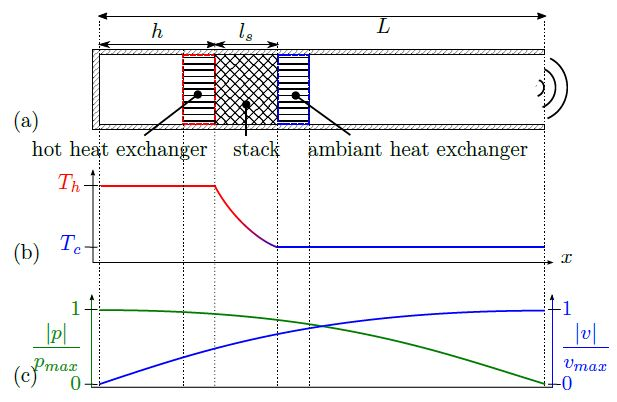 h
l_s
L
(a)
hot heat exchanger
stack
ambiant heat exchanger
T_h
(b)
T_c
x
1
|p|
p_max
(c)
0
1
|v|
v_max
0